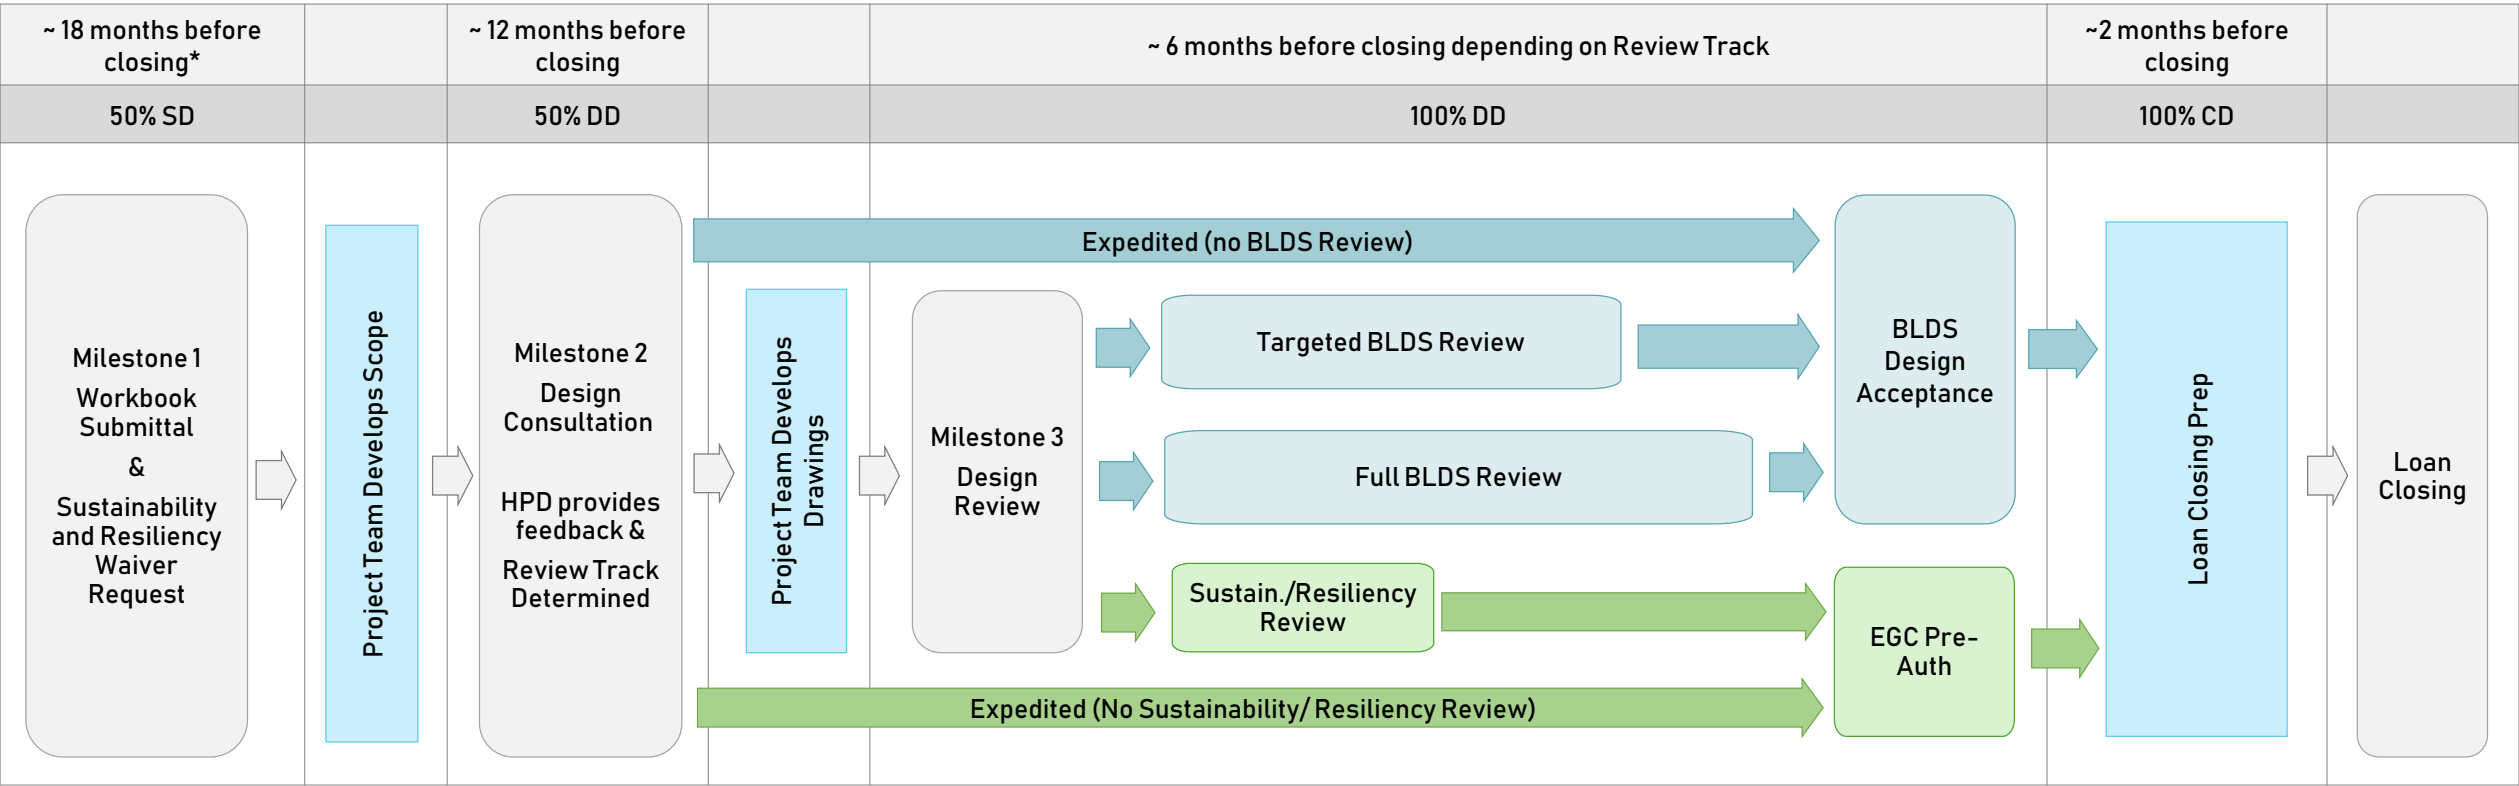 ~ 18 months before
closing*
~ 12 months before
closing
~ 6 months before closing depending on Review Track
~2 months before
closing
50% SD
50% DD
100% DD
100% CD
Milestone 1
Workbook
Submittal
&
Sustainability
and Resiliency
Waiver
Request
Project Team Develops Scope
Milestone 2
Design
Consultation
HPD provides
feedback &
Review Track
Determined
Expedited (no BLDS Review)
Project Team Develops
Drawings
Milestone 3
Design
Review
Targeted BLDS Review
Full BLDS Review
Sustain./Resiliency
Review
Expedited (No Sustainability/ Resiliency Review)
BLDS
Design
Acceptance
EGC Pre-
Auth
Loan Closing Prep
Loan
Closing